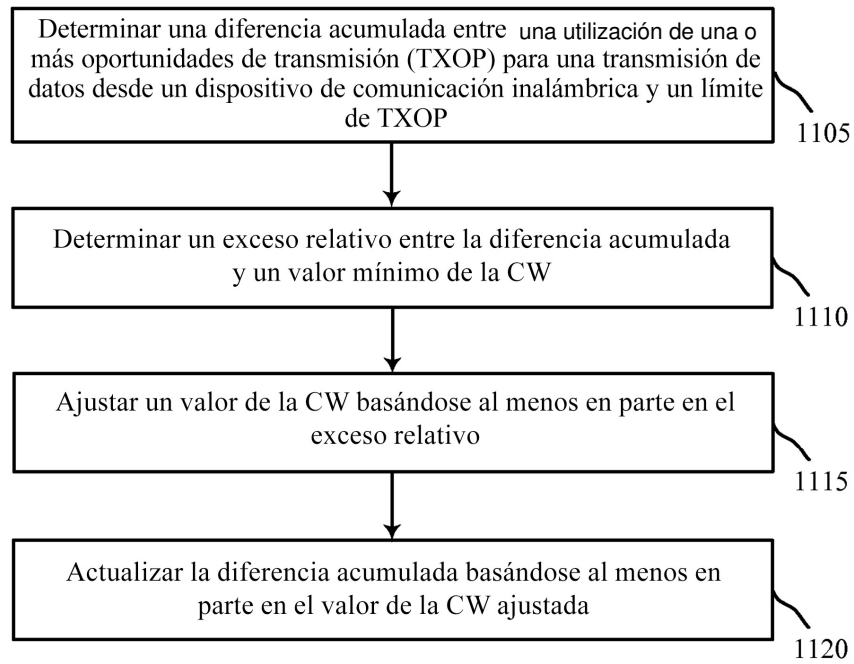 Determinar una diferencia acumulada entre una utilización de una o
más oportunidades de transmisión (TXOP) para una transmisión de
datos desde un dispositivo de comunicación inalámbrica y un límite
de TXOP
1105
Determinar un exceso relativo entre la diferencia acumulada
y un valor mínimo de la CW
1110
Ajustar un valor de la CW basándose al menos en parte en el
exceso relativo
1115
Actualizar la diferencia acumulada basándose al menos en
parte en el valor de la CW ajustada
1120